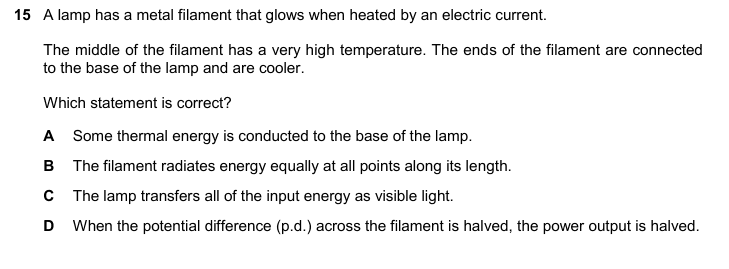 15 A lamp has a metal filament that glows when heated by an electric current.
The middle of the filament has a very high temperature. The ends of the filament are connected
to the base of the lamp and are cooler.
Which statement is correct?
A Some thermal energy is conducted to the base of the lamp.
B The filament radiates energy equally at all points along its length.
C The lamp transfers all of the input energy as visible light.
D When the potential difference (p.d.) across the filament is halved, the power output is halved.